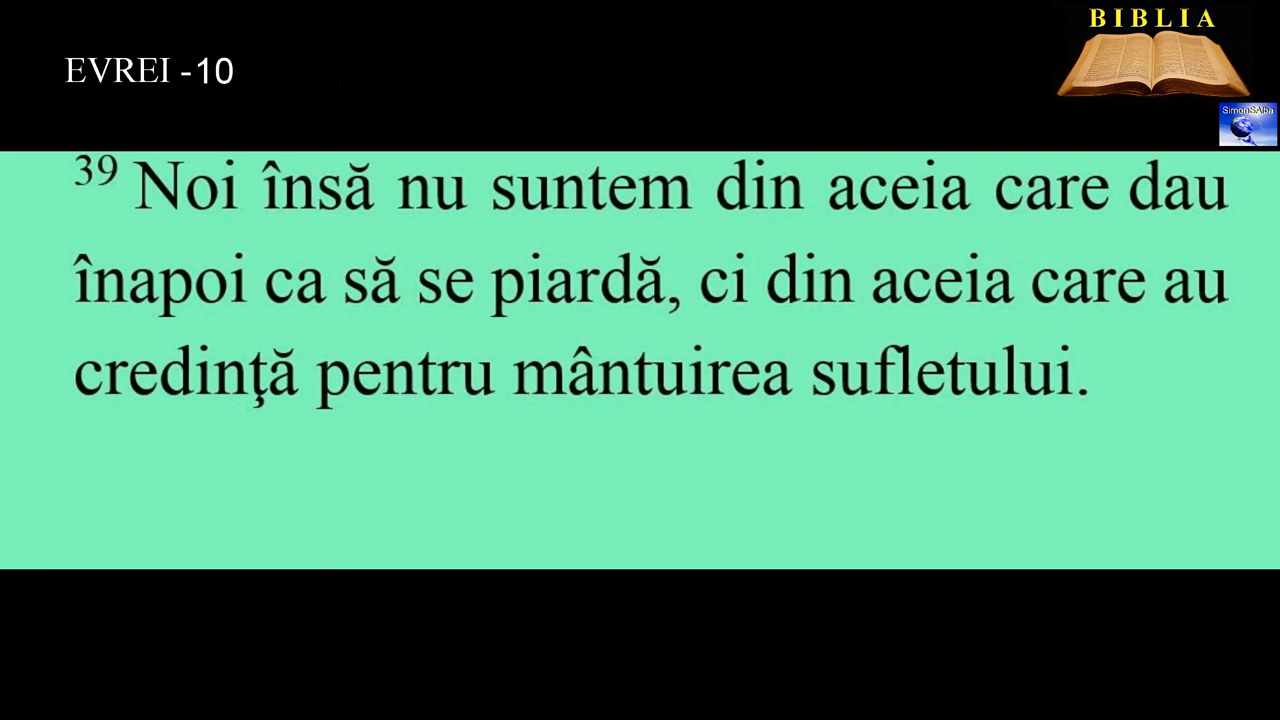 BIBLIA
EVREI -10
SimonSAlba
39 Noi însă nu suntem din aceia care dau
înapoi ca să se piardă, ci din aceia care au
credinţă pentru mântuirea sufletului.